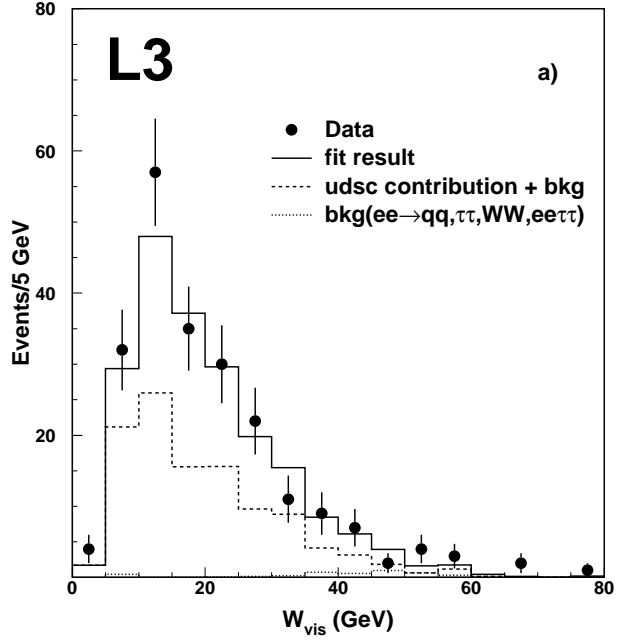 L3
a)
Data
fit result
udsc contribution + bkg
bkg(ee→qq,ττ,WW,eeττ)
Events/5 GeV
80
60
40
20
0
20
40
60
80
W_vis (GeV)